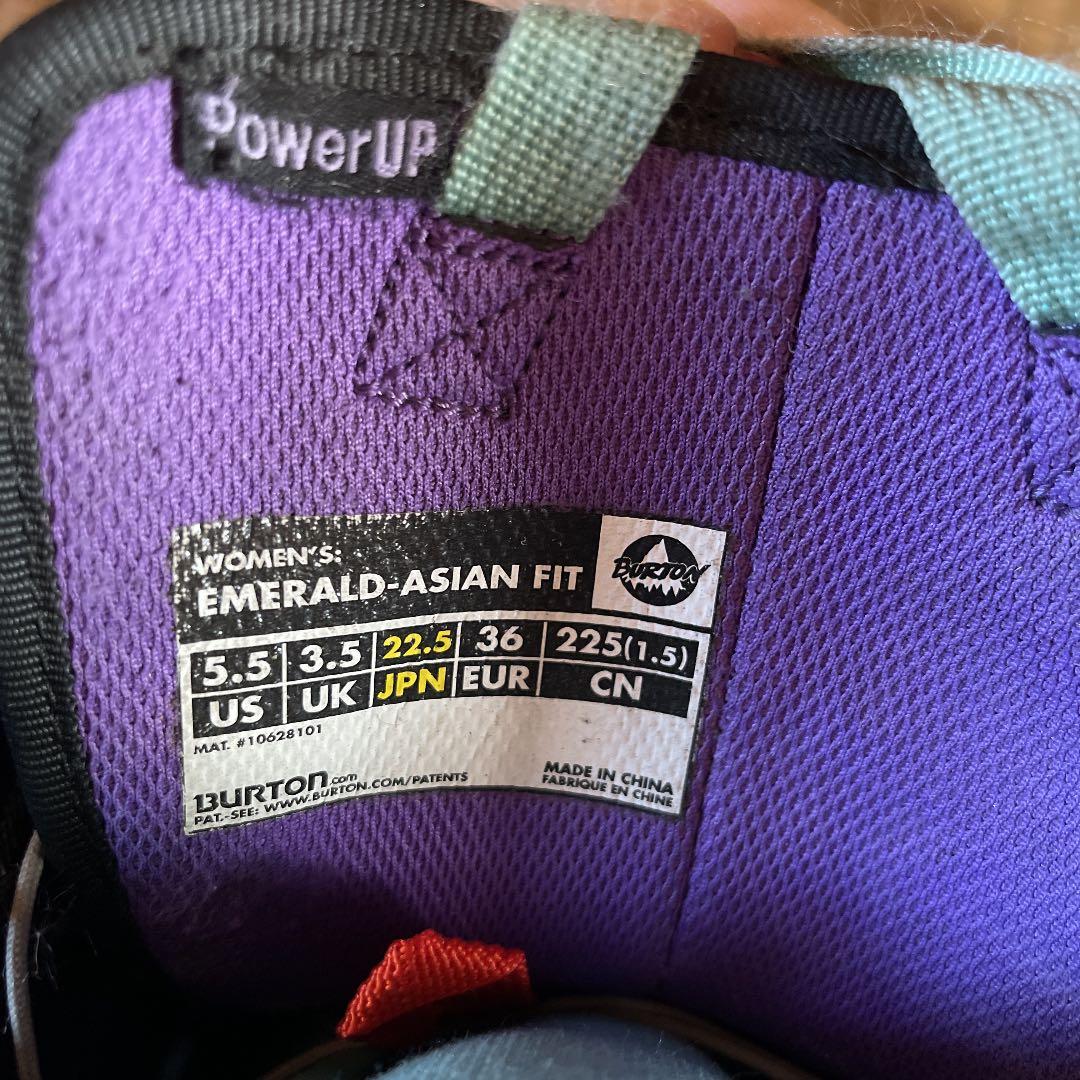 PowerUP
WOMEN'S:
EMERALD-ASIAN FIT
BURTON
5.5 3.5 22.5 36 225(1.5)
US UK JPN EUR CN
MAT. #10628101
BURTON.com
PAT.-SEE: WWW.BURTON.COM/PATENTS
MADE IN CHINA
FABRIQUE EN CHINE